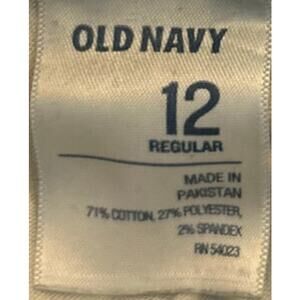 OLD NAVY
12
REGULAR
MADE IN
PAKISTAN
71% COTTON, 27% POLYESTER,
2% SPANDEX
RN 54023